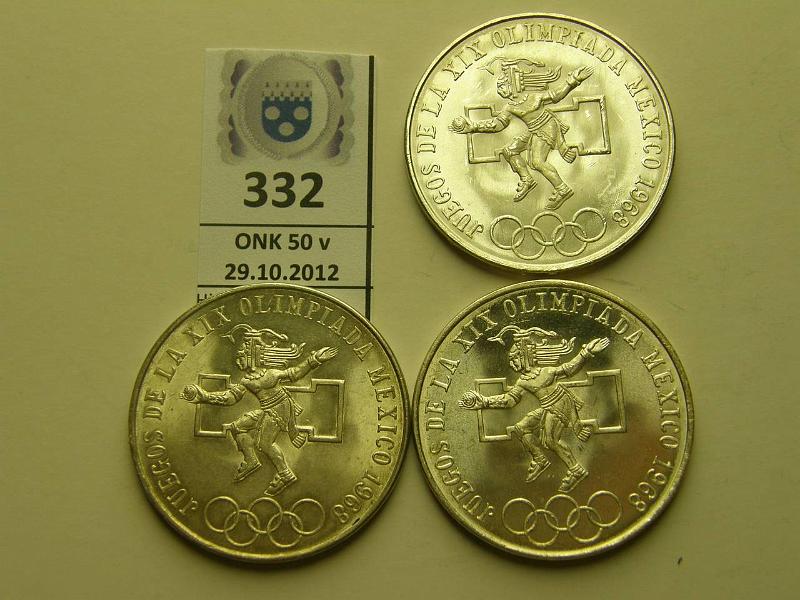 332
ONK 50 v
29.10.2012
JUEGOS DE LA XIX OLIMPIADA MEXICO 1968
JUEGOS DE LA XIX OLIMPIADA MEXICO 1968
JUEGOS DE LA XIX OLIMPIADA MEXICO 1968